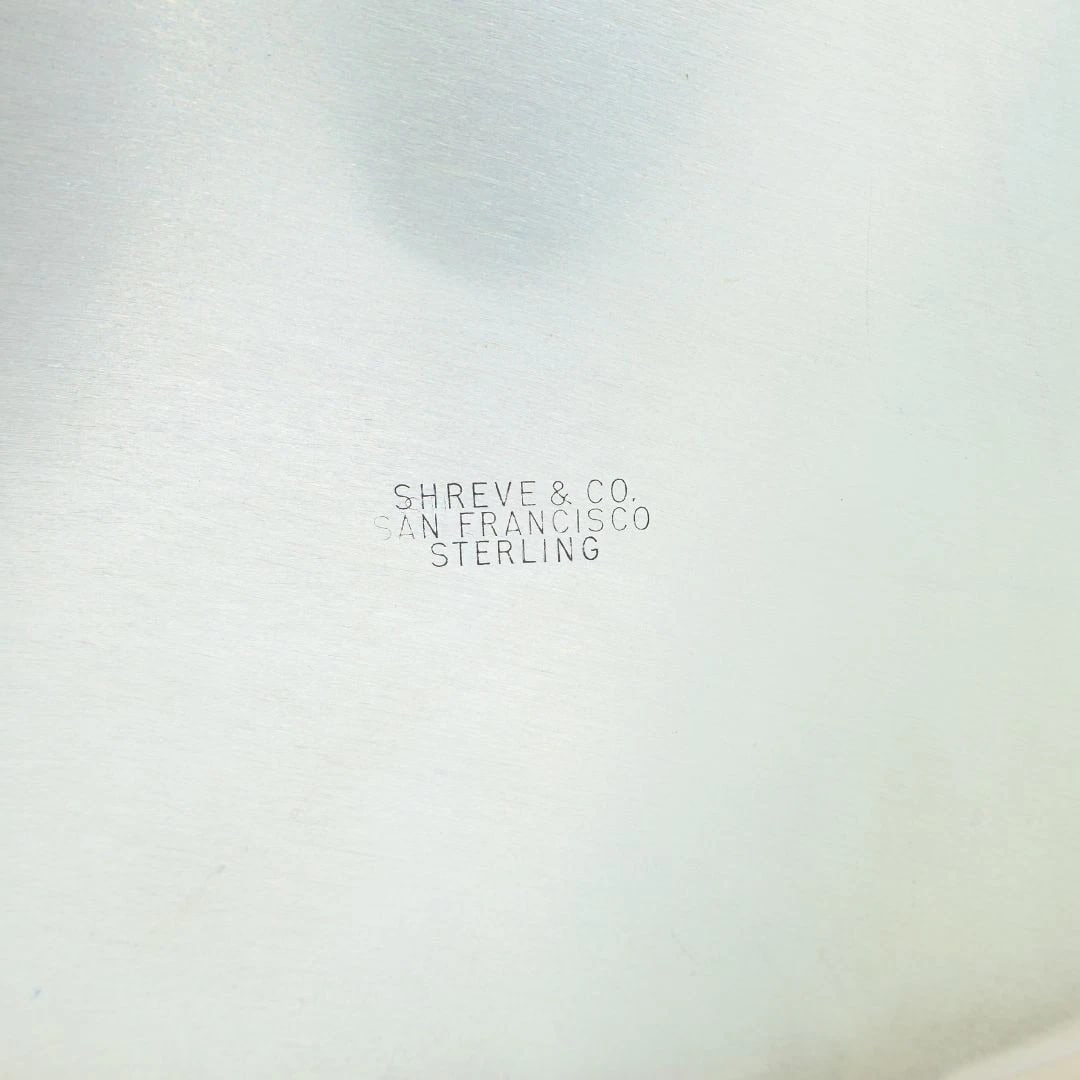 SHREVE & CO.
SAN FRANCISCO
STERLING